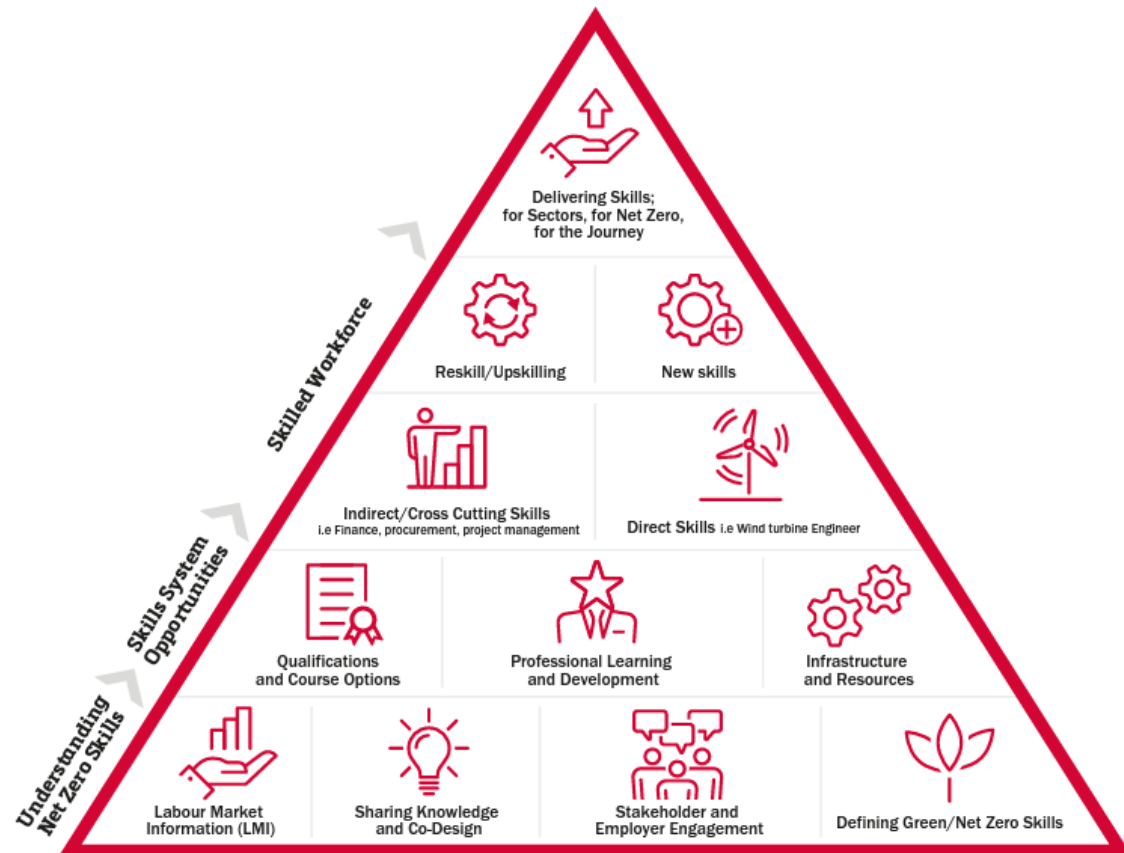 Delivering Skills;
for Sectors, for Net Zero,
for the Journey
Skilled Workforce
Reskill/Upskilling
New skills
Indirect/Cross Cutting Skills
i.e Finance, procurement, project management
Direct Skills i.e Wind turbine Engineer
Skills System
Opportunities
Qualifications
and Course Options
Professional Learning
and Development
Infrastructure
and Resources
Understanding
Net Zero Skills
Labour Market
Information (LMI)
Sharing Knowledge
and Co-Design
Stakeholder and
Employer Engagement
Defining Green/Net Zero Skills